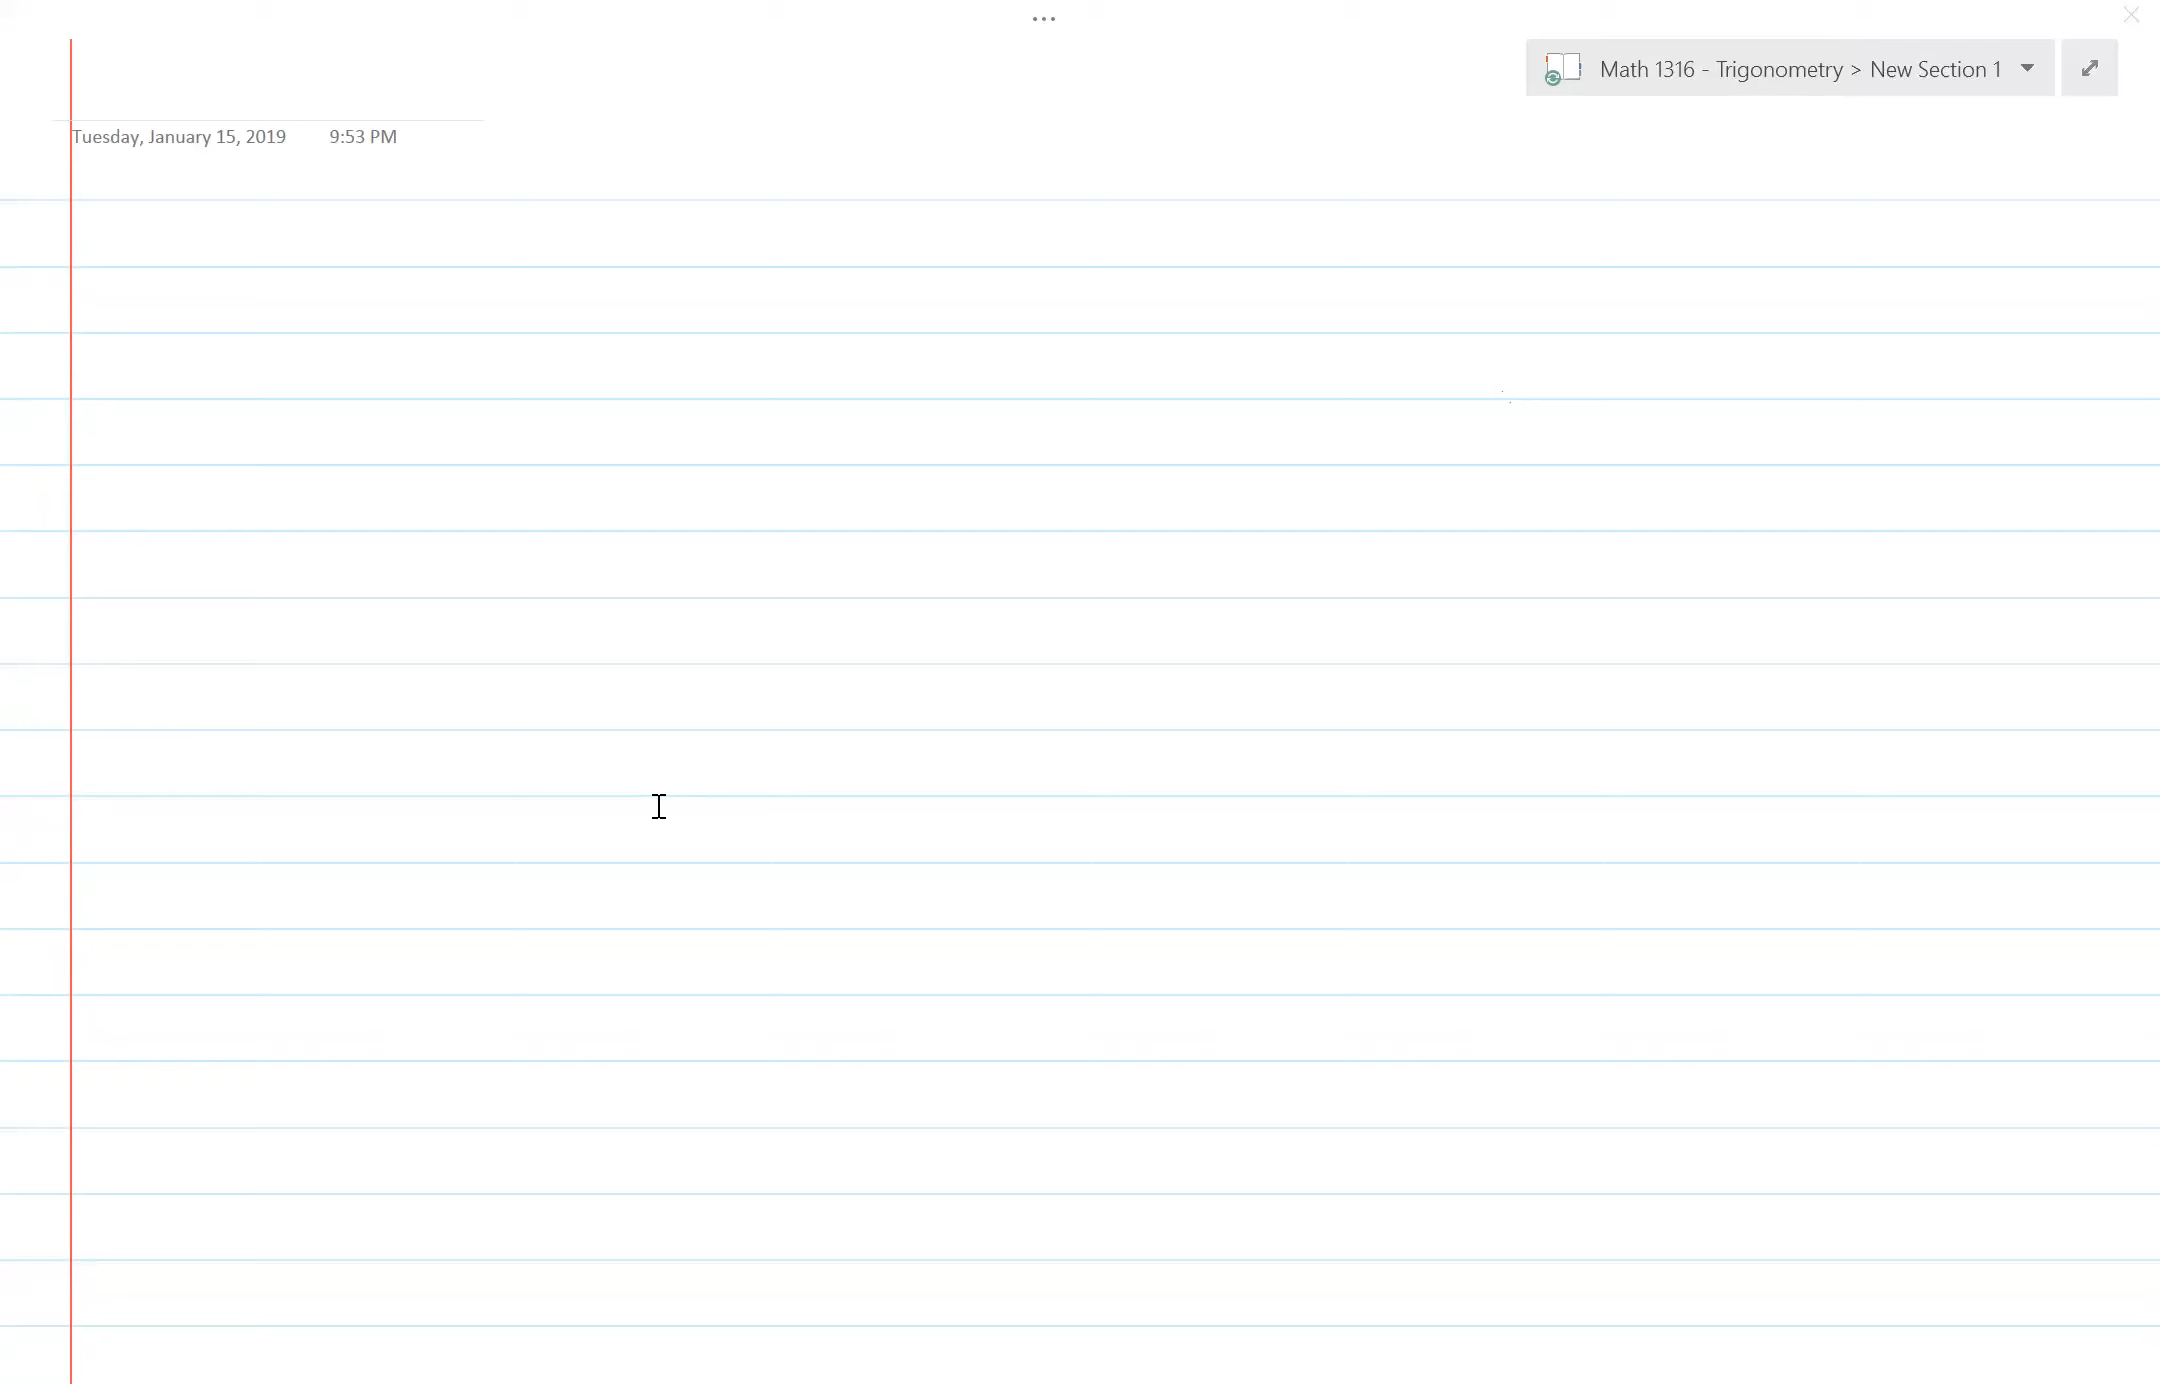 Math 1316 - Trigonometry > New Section 1
Tuesday, January 15, 2019 9:53 PM